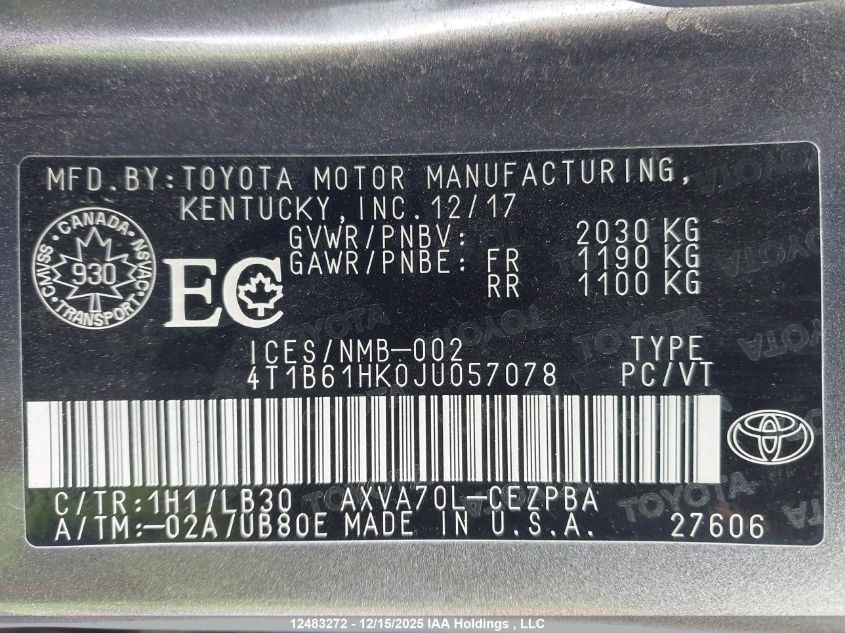 MFD.BY:TOYOTA MOTOR MANUFACTURING,
KENTUCKY,INC.12/17
GVWR/PNBV: 2030 KG
GAWR/PNBE: FR 1190 KG
RR 1100 KG
CMVSS CANADA NSVAC
930
TRANSPORT
EC
ICES/NMB-002 TYPE
4T1B61HK0JU057078 PC/VT
C/TR:1H1/LB30 AXVA70L-CEZPBA
A/TM:-02A/UB80E MADE IN U.S.A. 27606
12483272 - 12/15/2025 IAA Holdings , LLC